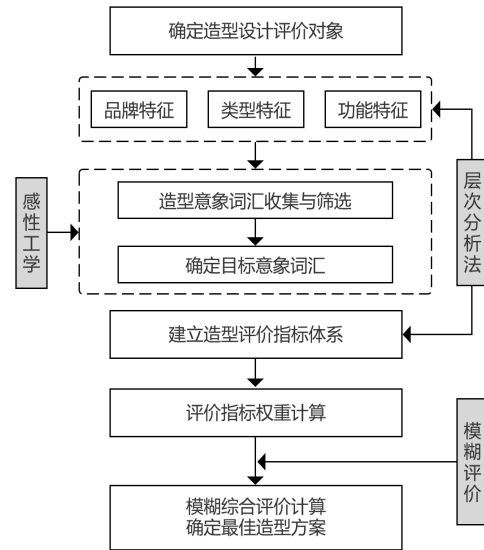 确定造型设计评价对象
品牌特征
类型特征
功能特征
感性工学
造型意象词汇收集与筛选
确定目标意象词汇
层次分析法
建立造型评价指标体系
评价指标权重计算
模糊评价
模糊综合评价计算
确定最佳造型方案